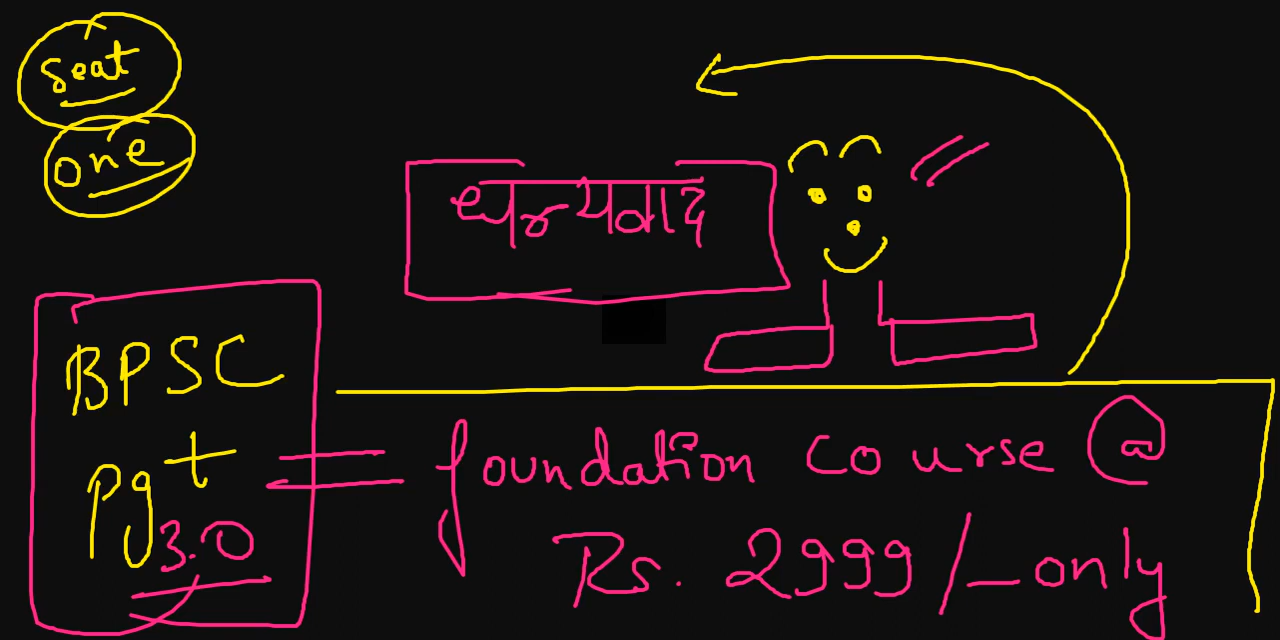 seat
one
धन्यवाद
BPSC
pgt
3.0
foundation course @
Rs. 2999/- only